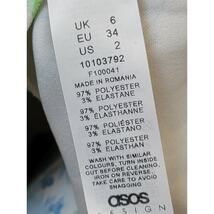 UK 6
EU 34
US 2
10103792
F100041
MADE IN ROMANIA
97% POLYESTER
3% ELASTANE
97% POLYESTER
3% ELASTHANNE
97% POLIÉSTER
3% ELASTANO
97% POLYESTER
3% ELASTHAN
WASH WITH SIMILAR
COLOURS, TURN INSIDE
OUT BEFORE CLEANING,
IRON ON REVERSE.
TAKE CARE TO AVOID
SNAGGING
asos
DESIGN